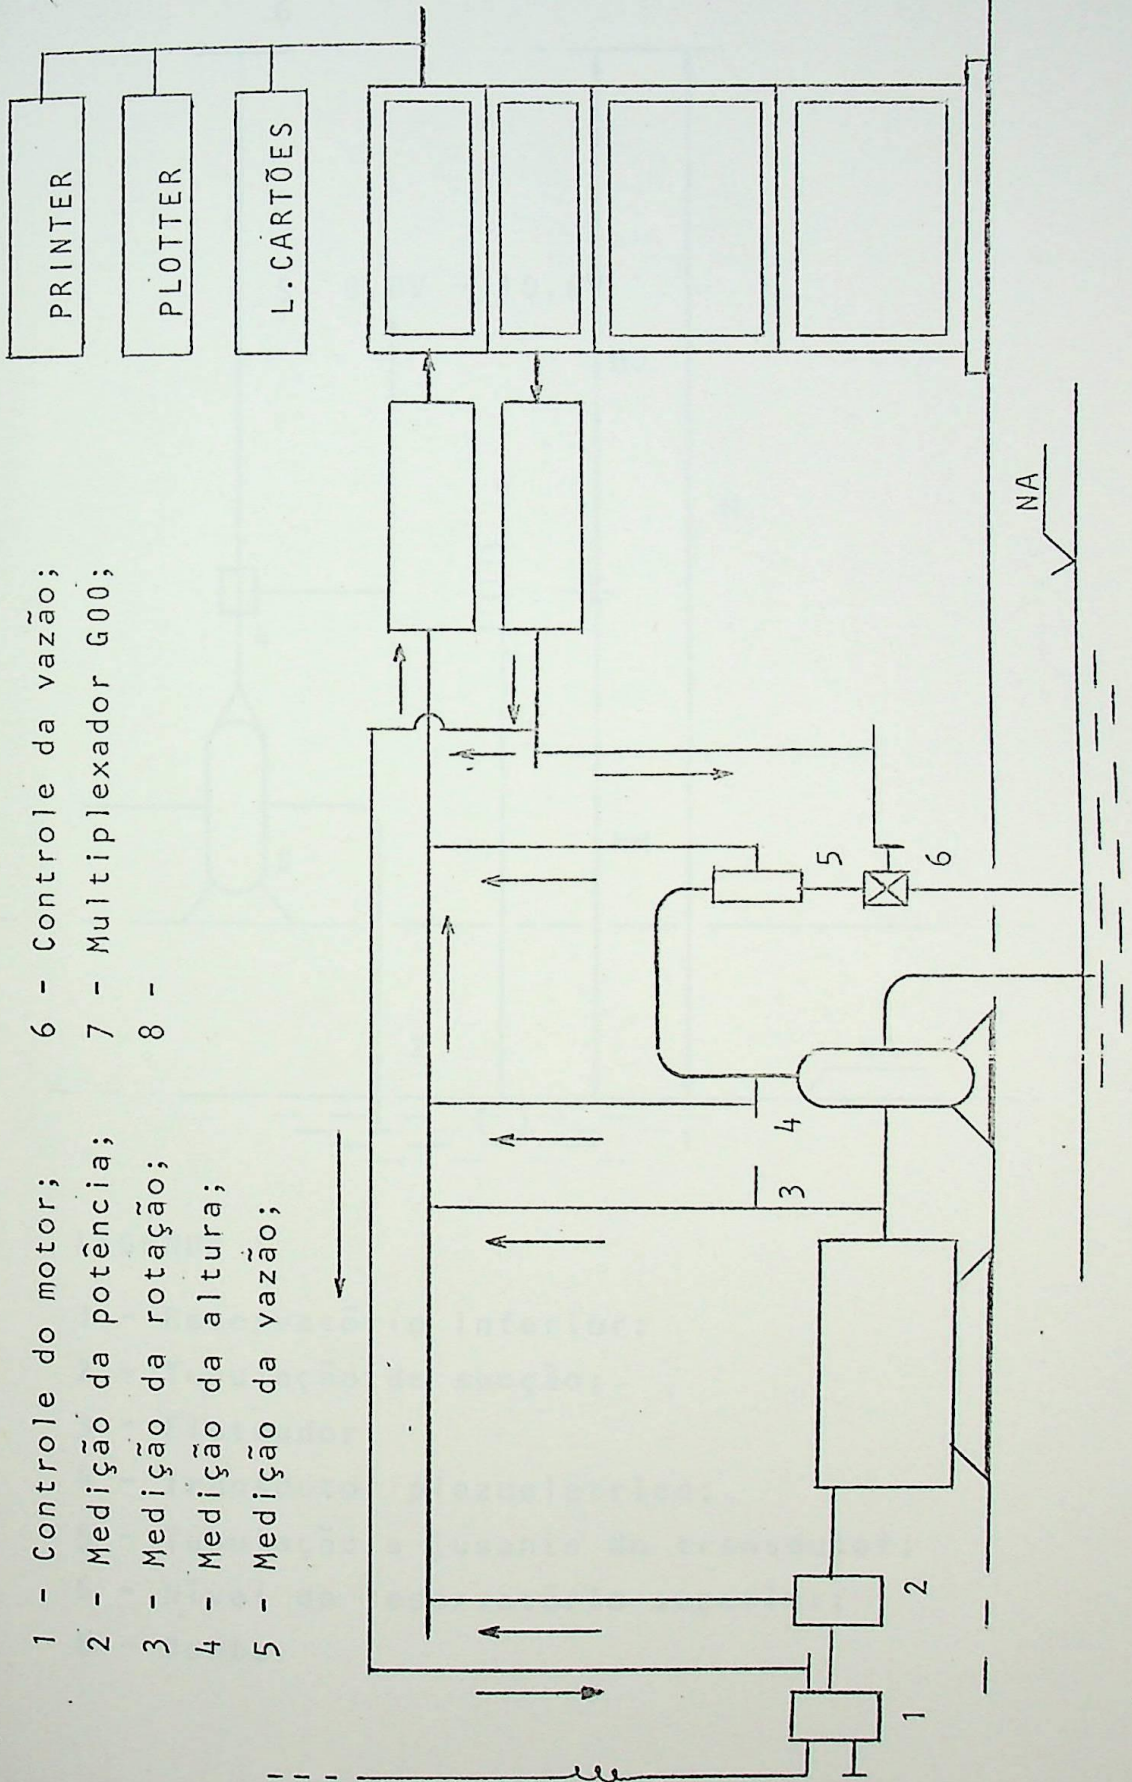 1 - Controle do motor;
2 - Medição da potência;
3 - Medição da rotação;
4 - Medição da altura;
5 - Medição da vazão;
6 - Controle da vazão;
7 - Multiplexador G00;
8 -
PRINTER
PLOTTER
L.CARTÕES
NA
1
2
3
4
5
6